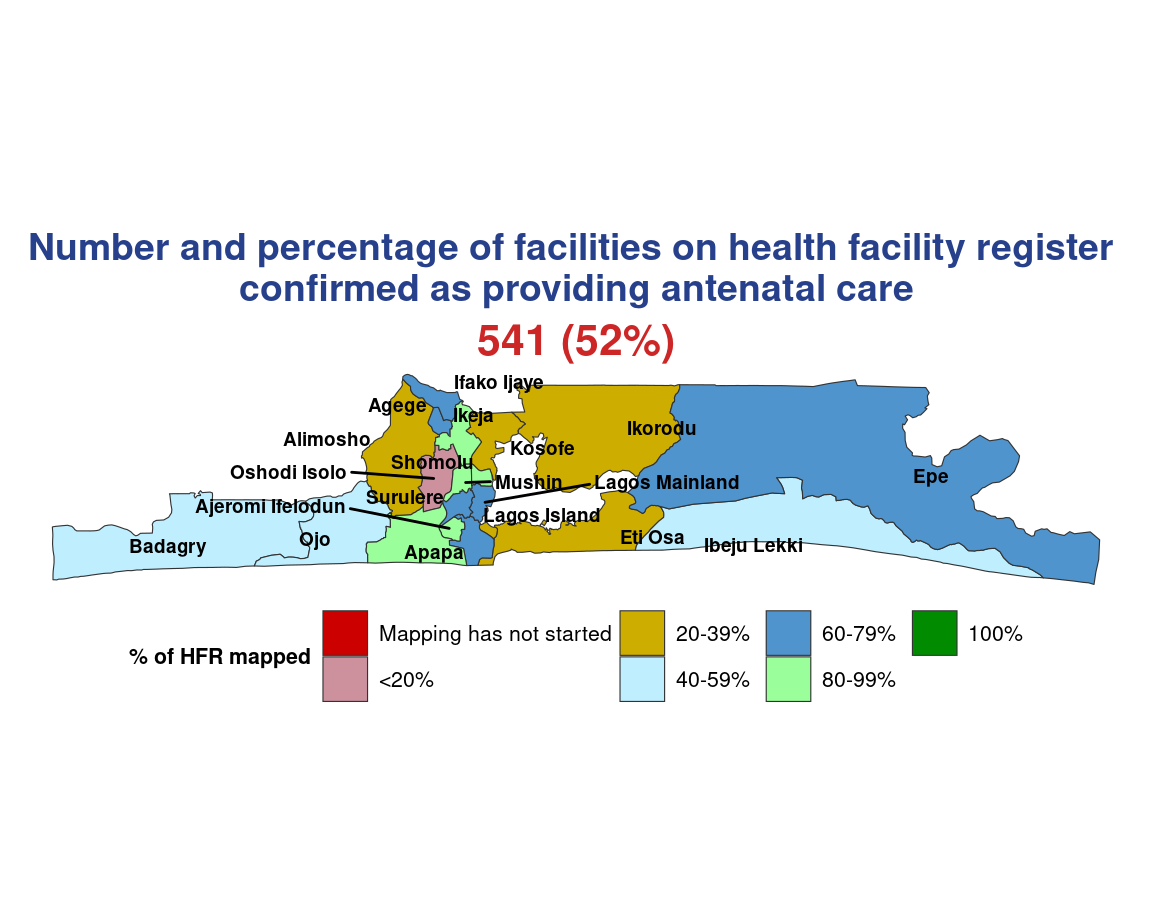 Number and percentage of facilities on health facility register
confirmed as providing antenatal care
541 (52%)
Ifako Ijaye
Agege
Ikeja
Ikorodu
Alimosho
Kosofe
Shomolu
Oshodi Isolo
Epe
Mushin
Lagos Mainland
Surulere
Ajeromi Ifelodun
Lagos Island
Eti Osa
Ojo
Badagry
Ibeju Lekki
Apapa
% of HFR mapped
Mapping has not started
<20%
20-39%
40-59%
60-79%
80-99%
100%